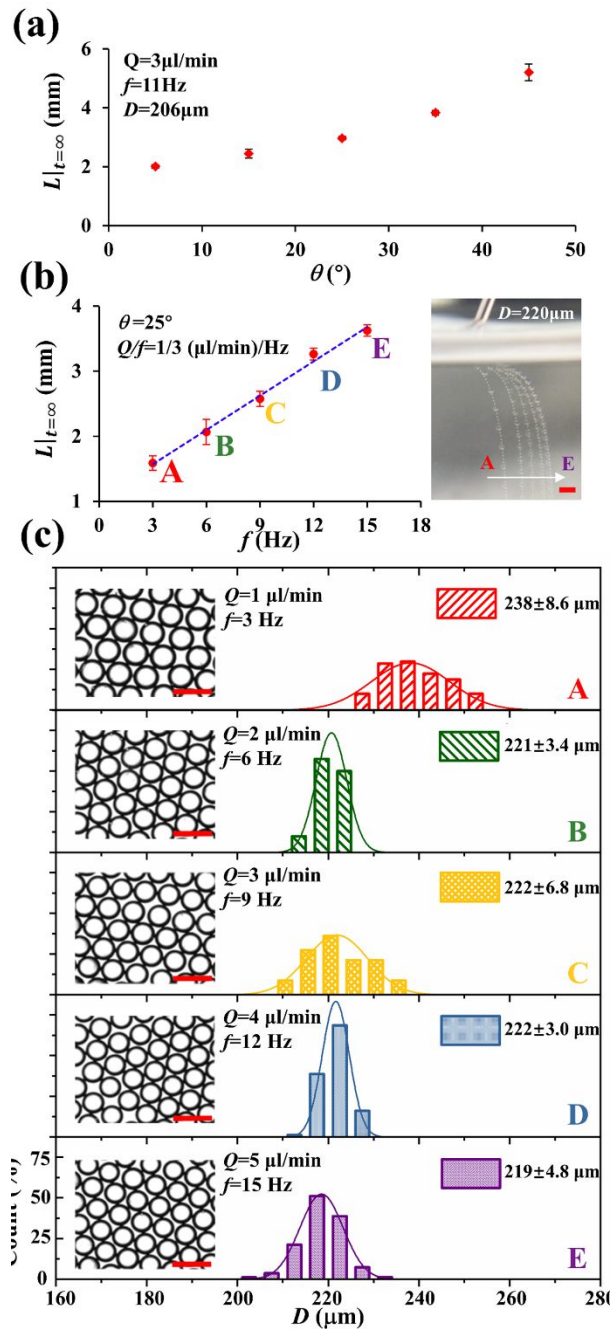 (a)
Q=3μl/min
f=11Hz
D=206μm
L|t=∞ (mm)
6
4
2
0
0 10 20 30 40 50
θ (°)
(b)
θ=25°
Q/f=1/3 (μl/min)/Hz
L|t=∞ (mm)
4
3
2
1
A
B
C
D
E
0 3 6 9 12 15 18
f (Hz)
D=220μm
A E
(c)
Q=1 μl/min
f=3 Hz
238±8.6 μm
A
Q=2 μl/min
f=6 Hz
221±3.4 μm
B
Q=3 μl/min
f=9 Hz
222±6.8 μm
C
Q=4 μl/min
f=12 Hz
222±3.0 μm
D
Q=5 μl/min
f=15 Hz
219±4.8 μm
E
Count (%)
75
50
25
0
160 180 200 220 240 260 280
D (μm)